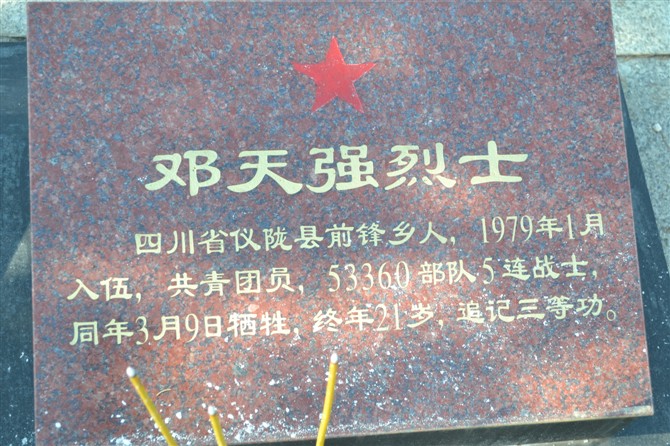 邓天强烈士
四川省仪陇县前锋乡人，1979年1月
入伍，共青团员，53360部队5连战士，
同年3月9日牺牲，终年21岁，追记三等功。